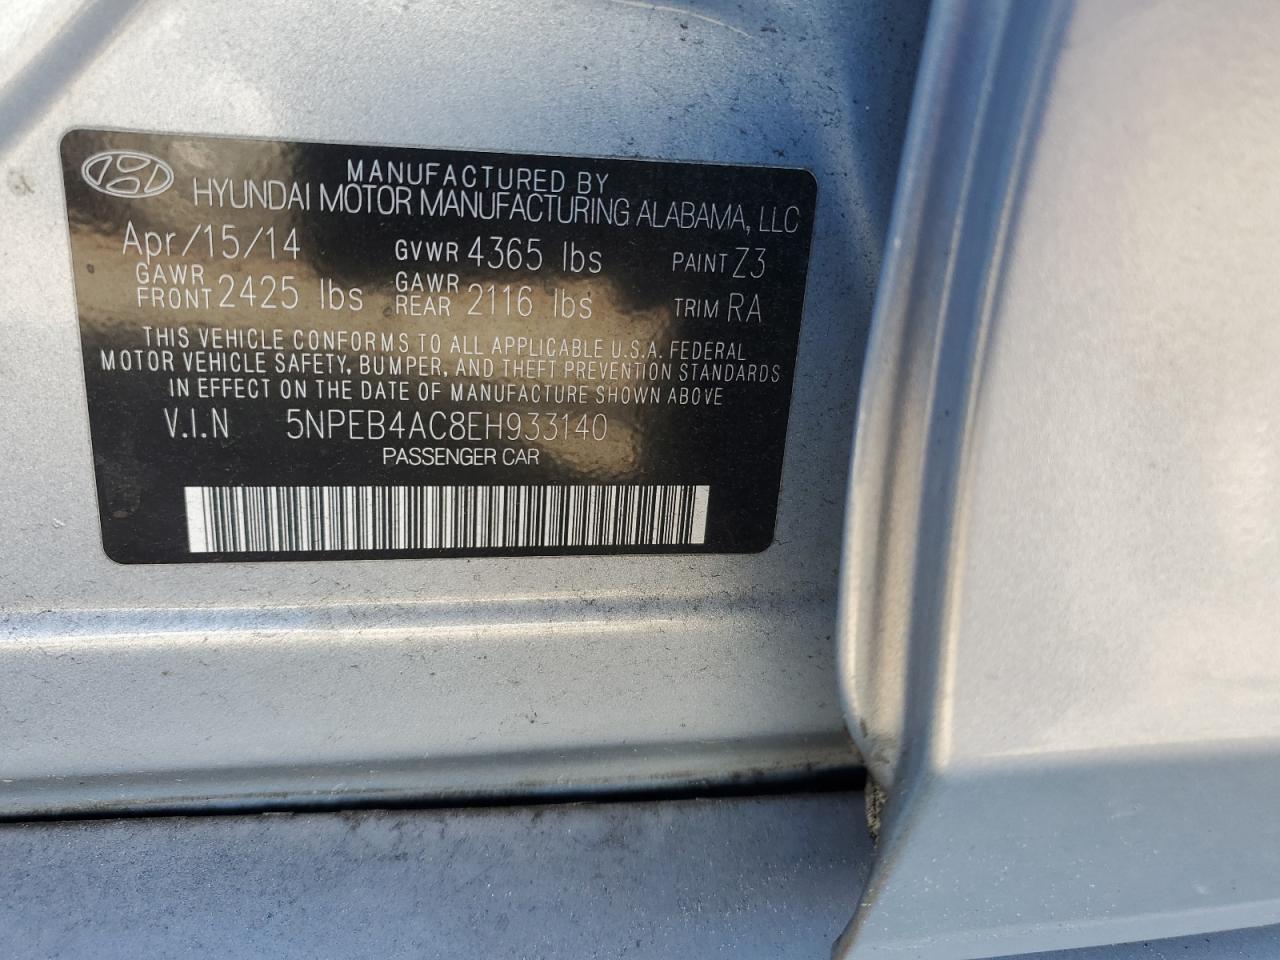 MANUFACTURED BY
HYUNDAI MOTOR MANUFACTURING ALABAMA, LLC
Apr/15/14 GVWR 4365 lbs PAINT Z3
GAWR FRONT 2425 lbs GAWR REAR 2116 lbs TRIM RA
THIS VEHICLE CONFORMS TO ALL APPLICABLE U.S.A. FEDERAL
MOTOR VEHICLE SAFETY, BUMPER, AND THEFT PREVENTION STANDARDS
IN EFFECT ON THE DATE OF MANUFACTURE SHOWN ABOVE
V.I.N 5NPEB4AC8EH933140
PASSENGER CAR